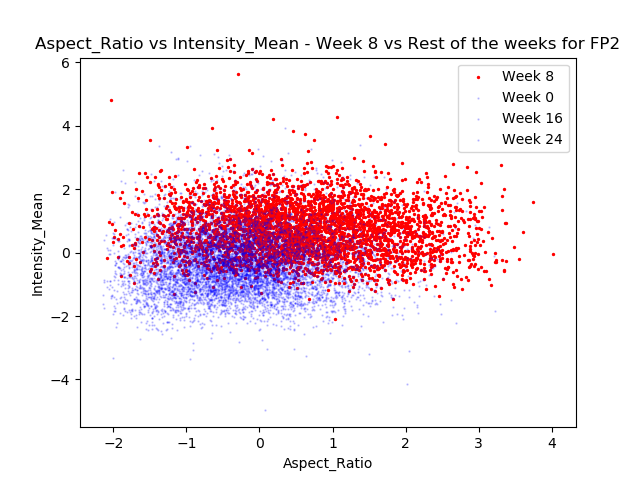 Aspect_Ratio vs Intensity_Mean - Week 8 vs Rest of the weeks for FP2
Week 8
Week 0
Week 16
Week 24
Intensity_Mean
6
4
2
0
−2
−4
−2 −1 0 1 2 3 4
Aspect_Ratio